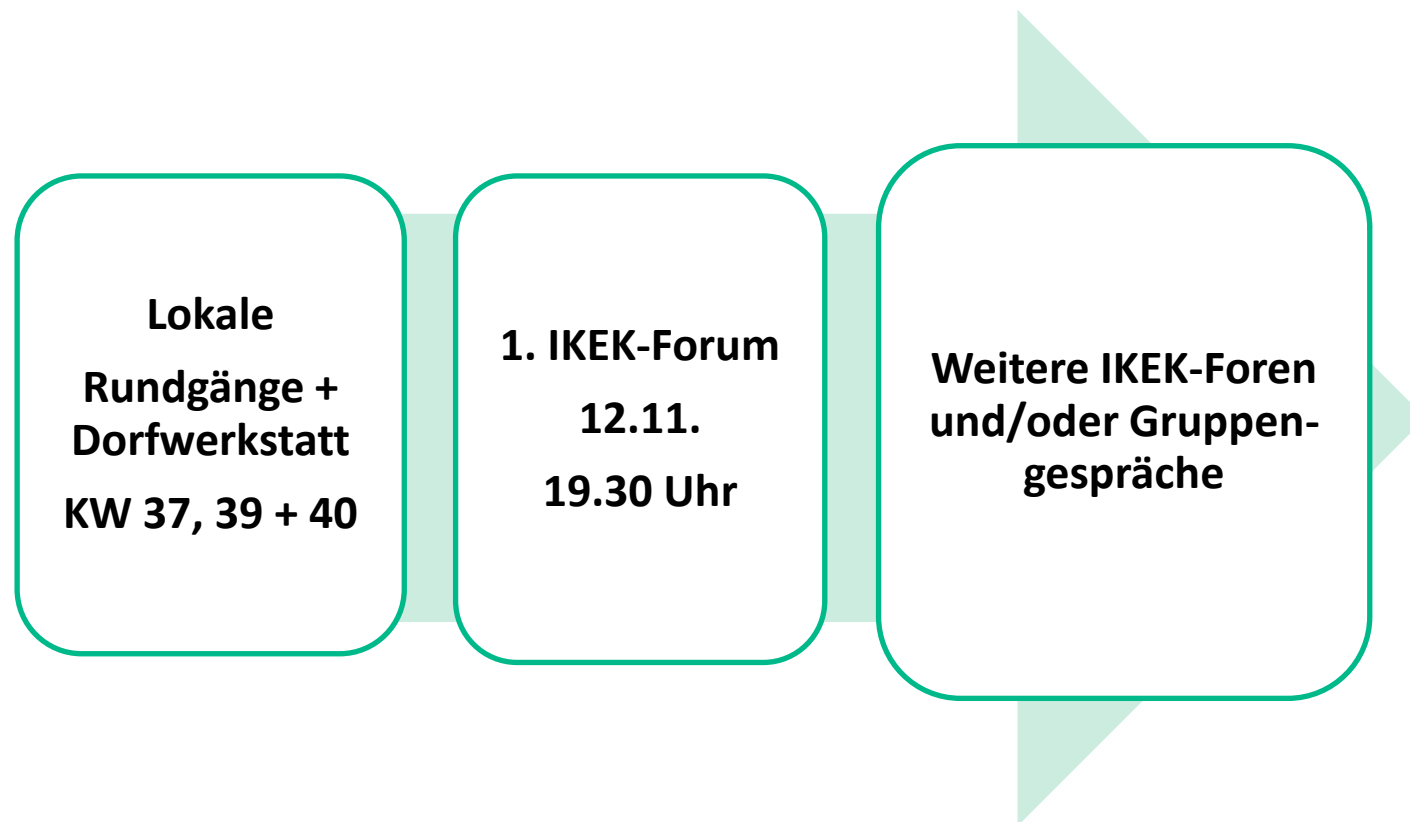 Lokale
Rundgänge +
Dorfwerkstatt
KW 37, 39 + 40
1. IKEK-Forum
12.11.
19.30 Uhr
Weitere IKEK-Foren
und/oder Gruppen-
gespräche